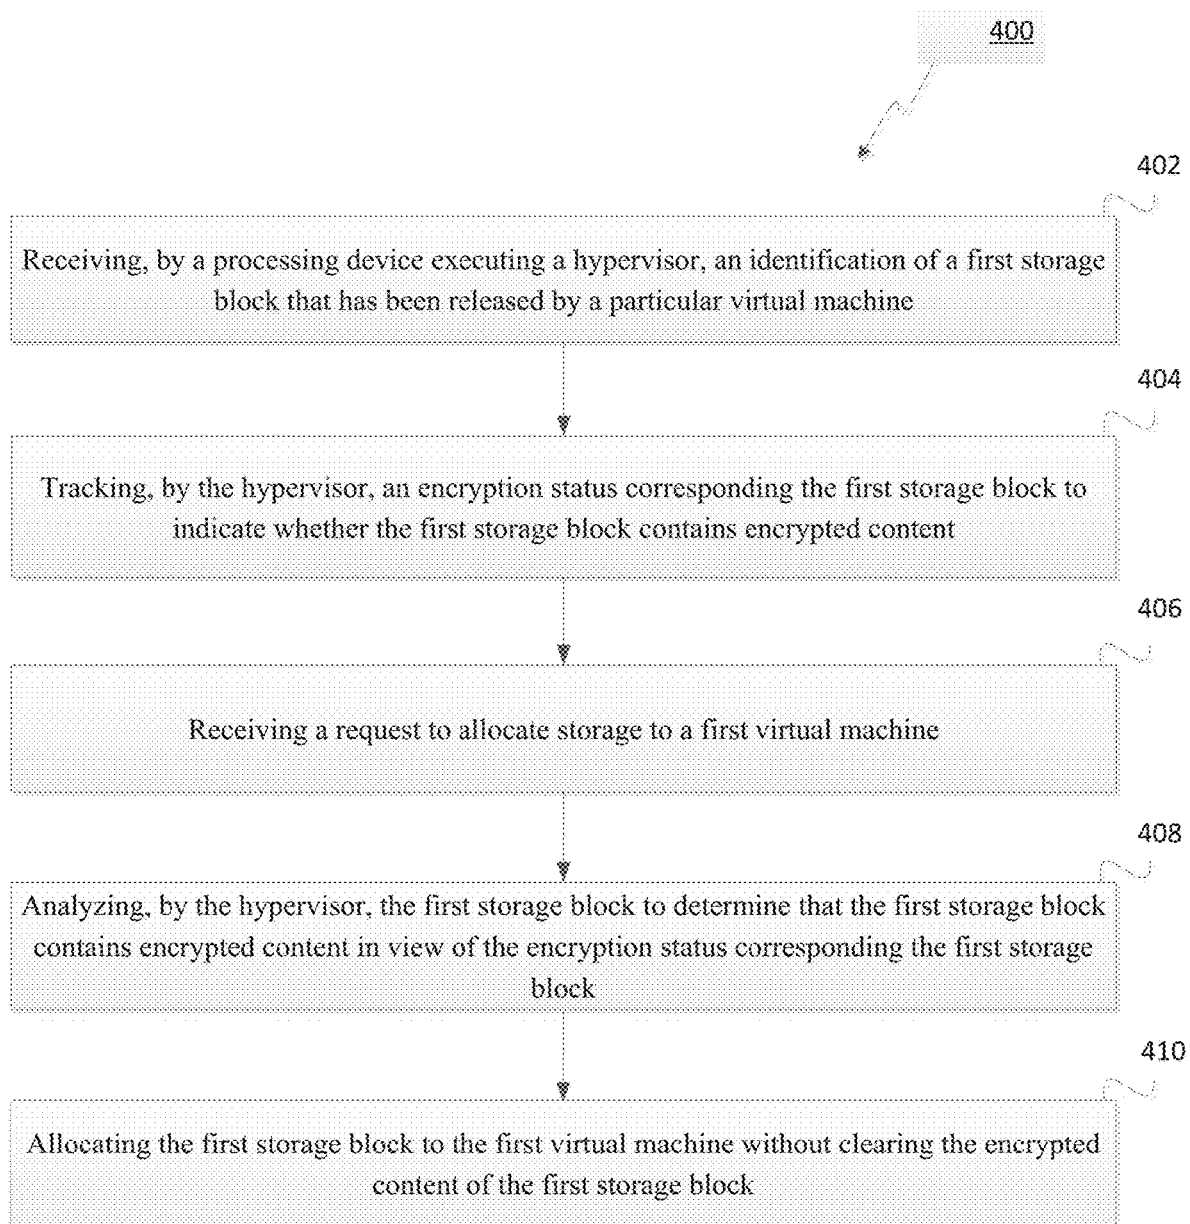 400
402
Receiving, by a processing device executing a hypervisor, an identification of a first storage
block that has been released by a particular virtual machine
404
Tracking, by the hypervisor, an encryption status corresponding the first storage block to
indicate whether the first storage block contains encrypted content
406
Receiving a request to allocate storage to a first virtual machine
408
Analyzing, by the hypervisor, the first storage block to determine that the first storage block
contains encrypted content in view of the encryption status corresponding the first storage
block
410
Allocating the first storage block to the first virtual machine without clearing the encrypted
content of the first storage block